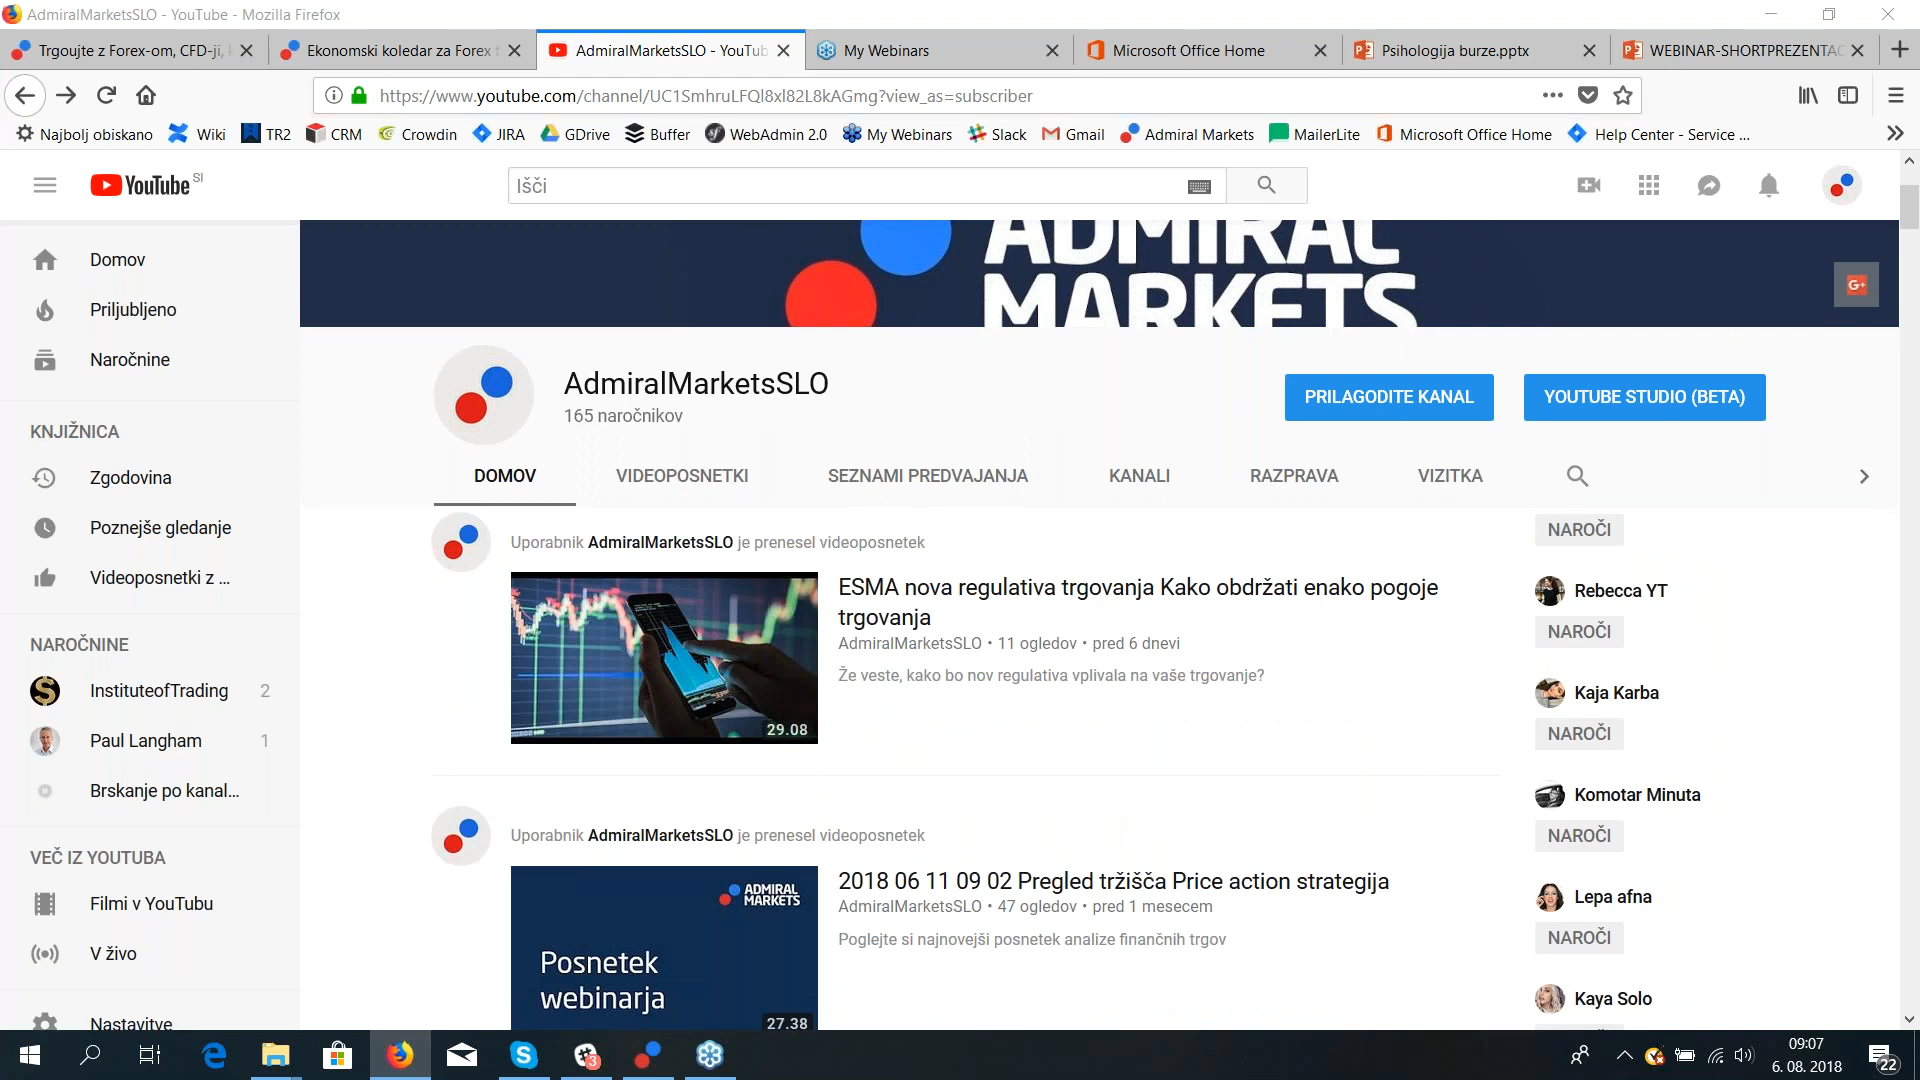 AdmiralMarketsSLO - YouTube - Mozilla Firefox
Trgoujte z Forex-om, CFD-ji,
Ekonomski koledar za Forex
AdmiralMarketsSLO - YouTub
My Webinars
Microsoft Office Home
Psihologija burze.pptx
WEBINAR-SHORTPREZENTAC
https://www.youtube.com/channel/UC1SmhruLFQl8xl82L8kAGmg?view_as=subscriber
Najbolj obiskano
Wiki
TR2
CRM
Crowdin
JIRA
GDrive
Buffer
WebAdmin 2.0
My Webinars
Slack
Gmail
Admiral Markets
MailerLite
Microsoft Office Home
Help Center - Service ...
YouTube SI
Išči
Domov
Priljubljeno
Naročnine
KNJIŽNICA
Zgodovina
Poznejše gledanje
Videoposnetki z ...
NAROČNINE
InstituteofTrading 2
Paul Langham 1
Brskanje po kanal...
VEČ IZ YOUTUBA
Filmi v YouTubu
V živo
Nastavitve
ADMIRAL
MARKETS
G+
AdmiralMarketsSLO
165 naročnikov
PRILAGODITE KANAL
YOUTUBE STUDIO (BETA)
DOMOV
VIDEOPOSNETKI
SEZNAMI PREDVAJANJA
KANALI
RAZPRAVA
VIZITKA
Uporabnik AdmiralMarketsSLO je prenesel videoposnetek
29.08
ESMA nova regulativa trgovanja Kako obdržati enako pogoje
trgovanja
AdmiralMarketsSLO • 11 ogledov • pred 6 dnevi
Že veste, kako bo nov regulativa vplivala na vaše trgovanje?
Uporabnik AdmiralMarketsSLO je prenesel videoposnetek
ADMIRAL
MARKETS
Posnetek
webinarja
27.38
2018 06 11 09 02 Pregled tržišča Price action strategija
AdmiralMarketsSLO • 47 ogledov • pred 1 mesecem
Poglejte si najnovejši posnetek analize finančnih trgov
NAROČI
Rebecca YT
NAROČI
Kaja Karba
NAROČI
Komotar Minuta
NAROČI
Lepa afna
NAROČI
Kaya Solo
3
09:07
6. 08. 2018
22